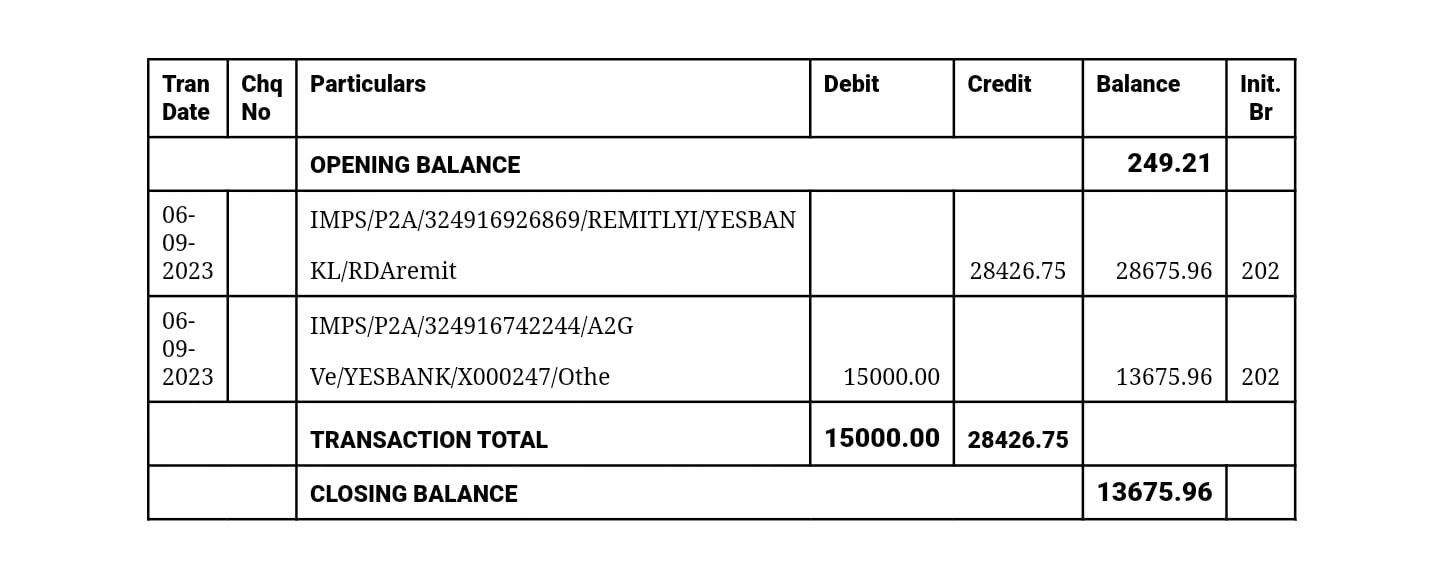 Tran Date Chq No Particulars Debit Credit Balance Init. Br
OPENING BALANCE 249.21
06-09-2023 IMPS/P2A/324916926869/REMITLYI/YESBAN
KL/RDAremit 28426.75 28675.96 202
06-09-2023 IMPS/P2A/324916742244/A2G
Ve/YESBANK/X000247/Othe 15000.00 13675.96 202
TRANSACTION TOTAL 15000.00 28426.75
CLOSING BALANCE 13675.96